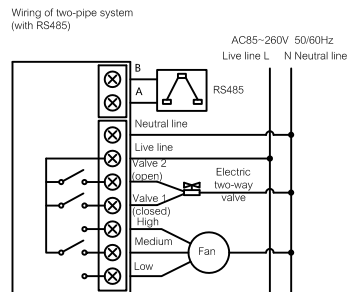 Wiring of two-pipe system
(with RS485)
AC85~260V 50/60Hz
Live line L
N Neutral line
B
A
RS485
Neutral line
Live line
Valve 2
(open)
Electric
two-way
valve
Valve 1
(closed)
High
Medium
Fan
Low